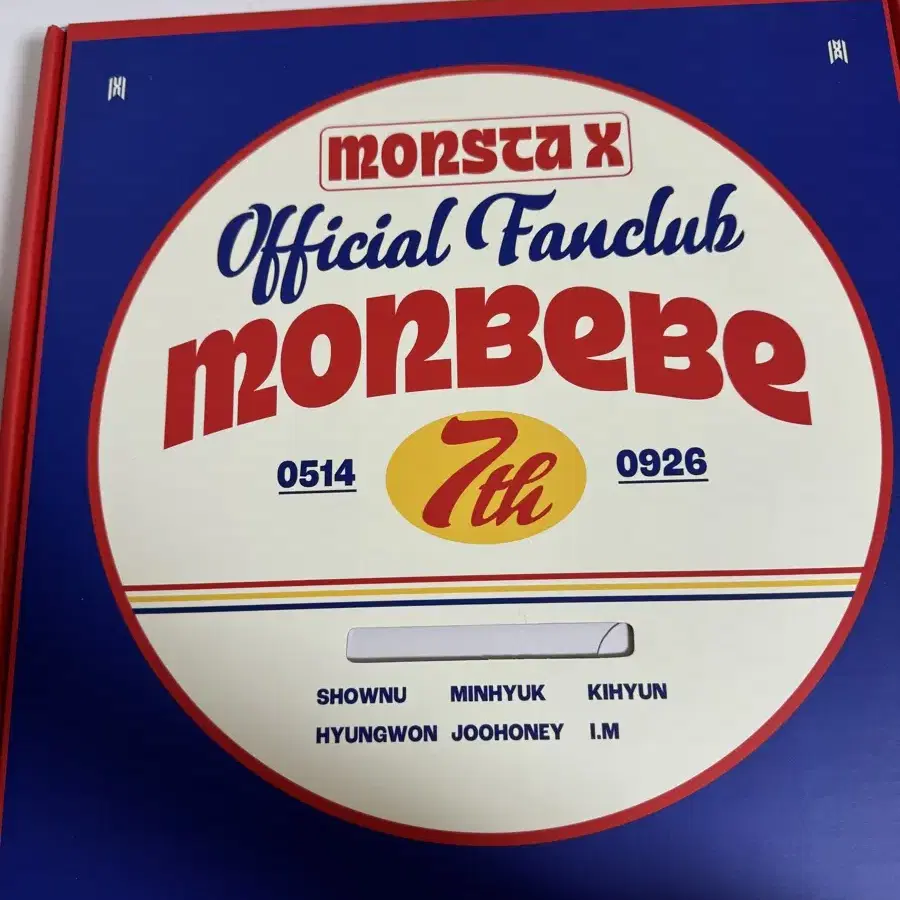 MONSTA X
Official Fanclub
MONBEBE
0514 7th 0926
SHOWNU MINHYUK KIHYUN
HYUNGWON JOOHONEY I.M